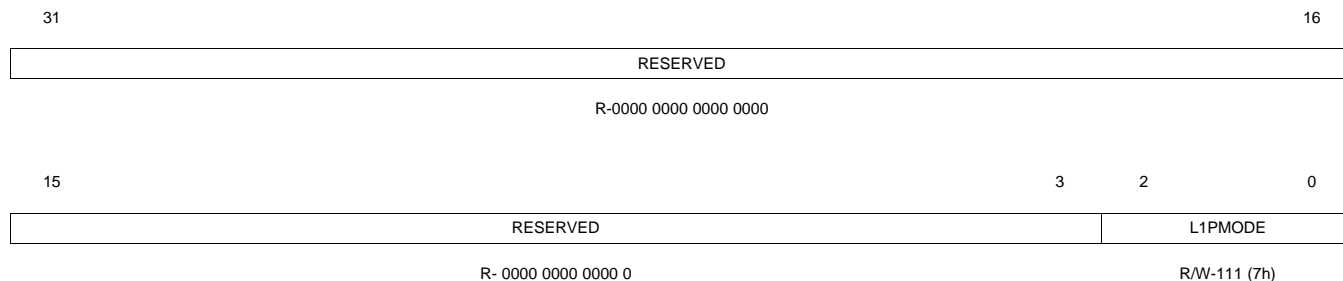 31 16
RESERVED
R-0000 0000 0000 0000
15 3 2 0
RESERVED L1PMODE
R- 0000 0000 0000 0 R/W-111 (7h)